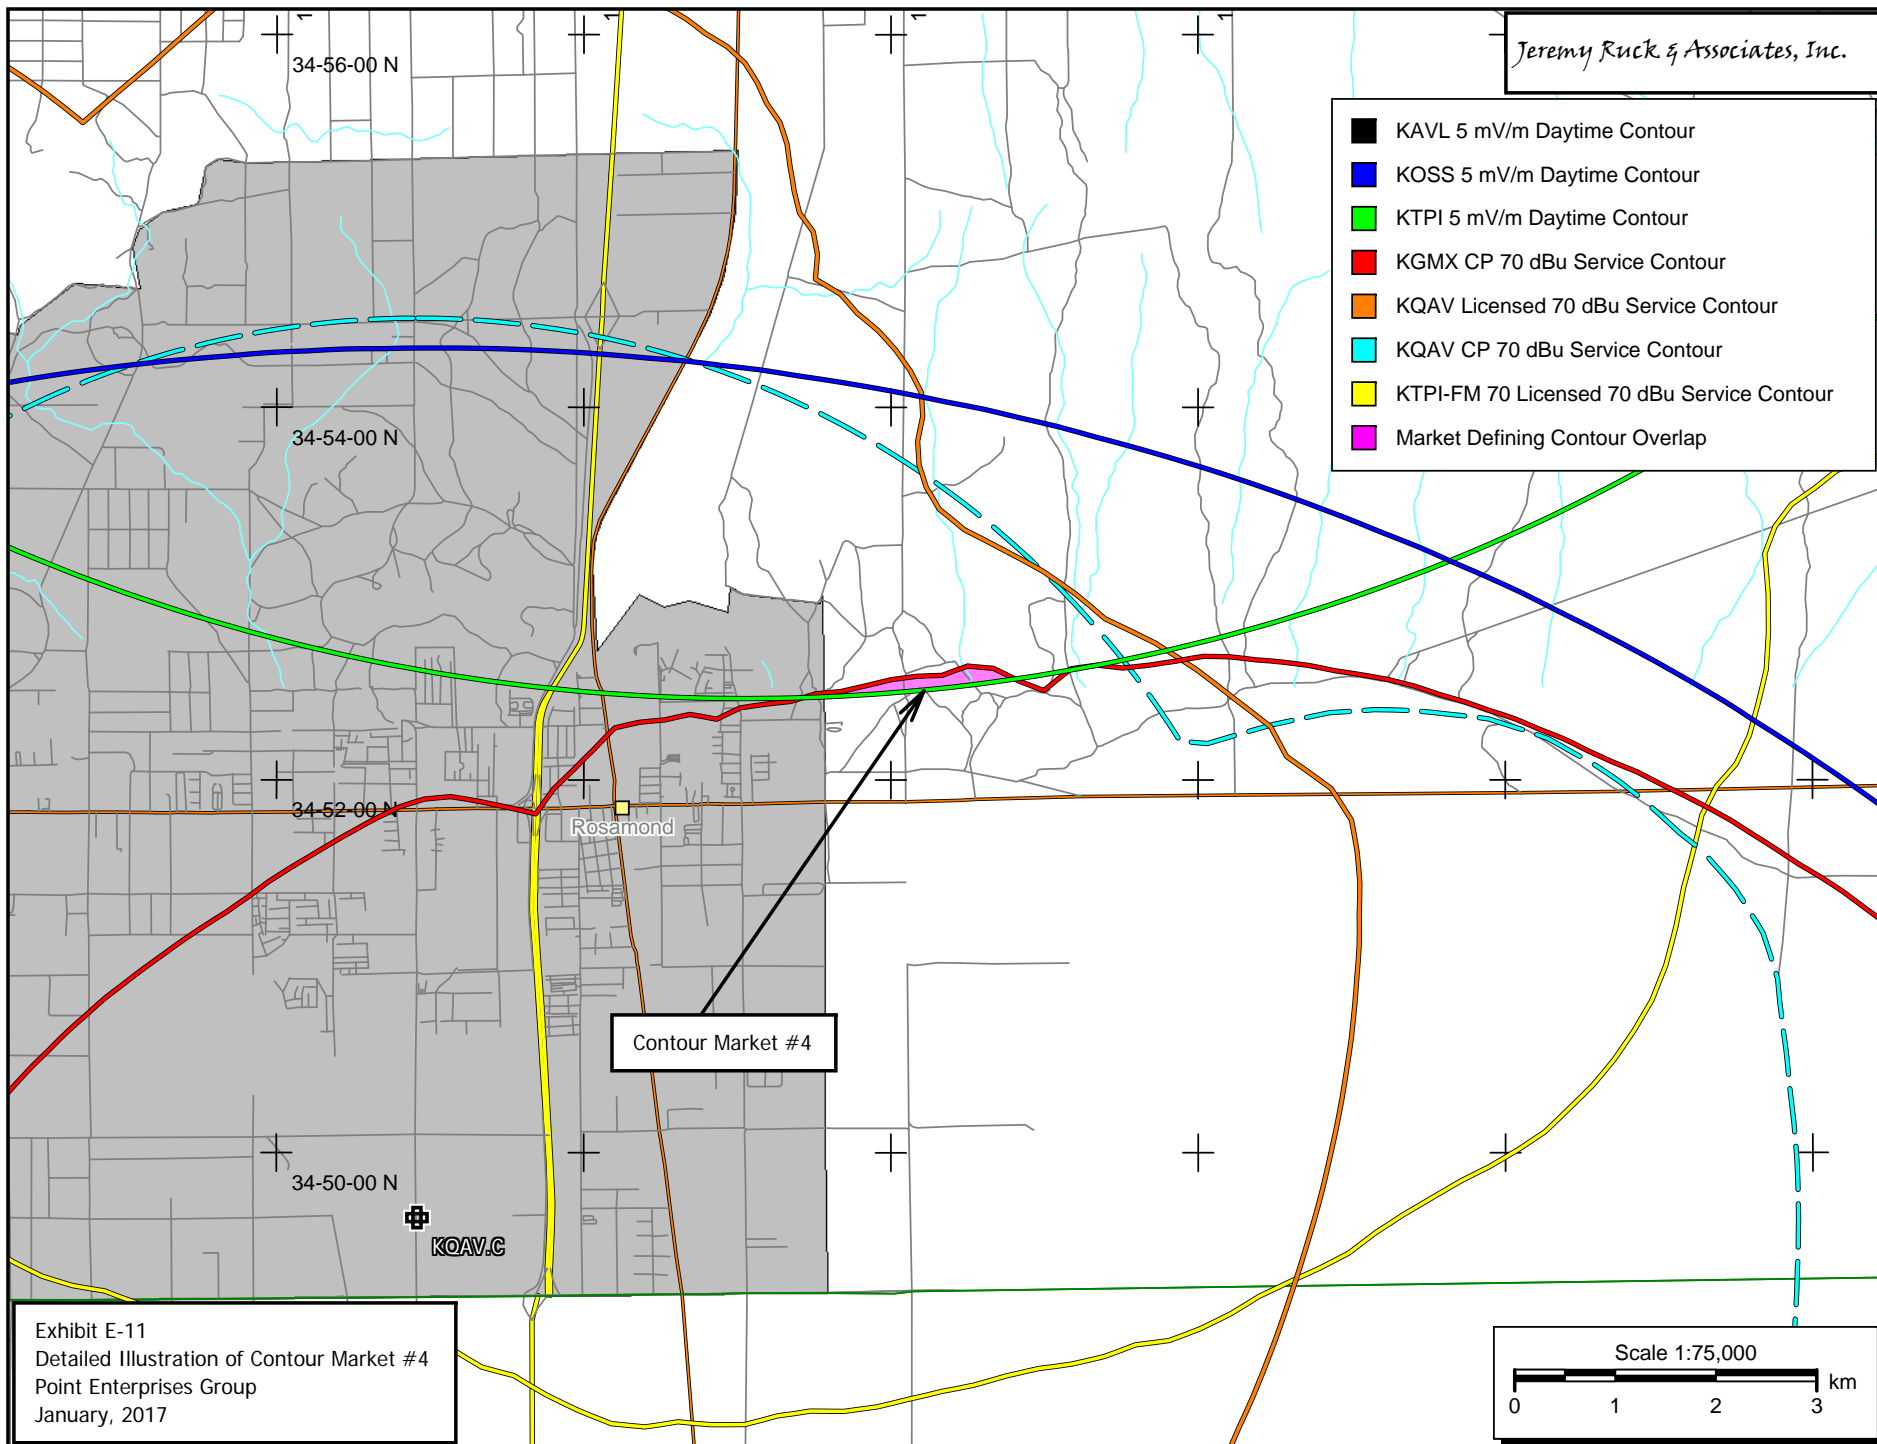 Jeremy Ruck & Associates, Inc.
34-56-00 N
KAVL 5 mV/m Daytime Contour
KOSS 5 mV/m Daytime Contour
KTPI 5 mV/m Daytime Contour
KGMX CP 70 dBu Service Contour
KQAV Licensed 70 dBu Service Contour
KQAV CP 70 dBu Service Contour
KTPI-FM 70 Licensed 70 dBu Service Contour
Market Defining Contour Overlap
34-54-00 N
34-52-00 N
Rosamond
Contour Market #4
34-50-00 N
KQAV.C
Exhibit E-11
Detailed Illustration of Contour Market #4
Point Enterprises Group
January, 2017
Scale 1:75,000
km
0 1 2 3